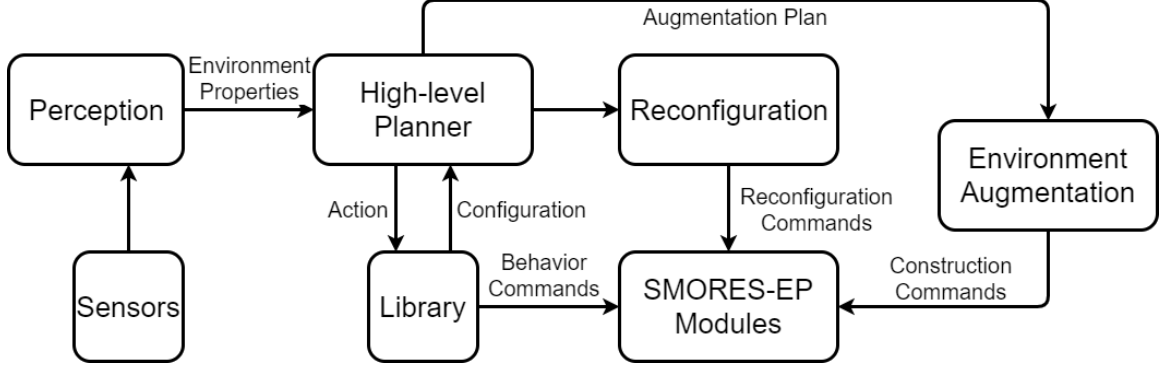 Augmentation Plan
Environment
Properties
Perception
High-level
Planner
Reconfiguration
Environment
Augmentation
Action
Configuration
Reconfiguration
Commands
Sensors
Library
Behavior
Commands
SMORES-EP
Modules
Construction
Commands